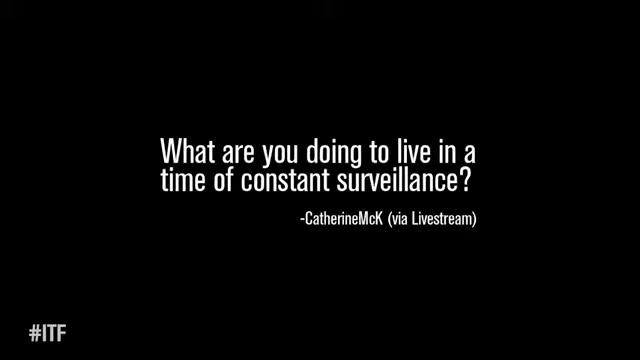 What are you doing to live in a
time of constant surveillance?
-CatherineMcK (via Livestream)
#ITF